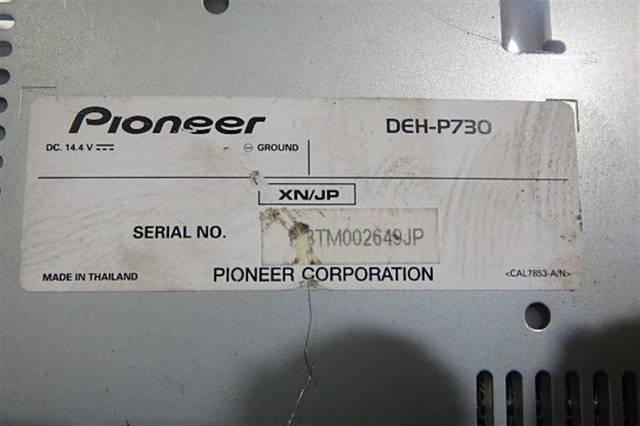 Pioneer DEH-P730
DC. 14.4 V ⎓ ⊖ GROUND
XN/JP
SERIAL NO. TM002649JP
MADE IN THAILAND PIONEER CORPORATION <CAL7853-A/N>